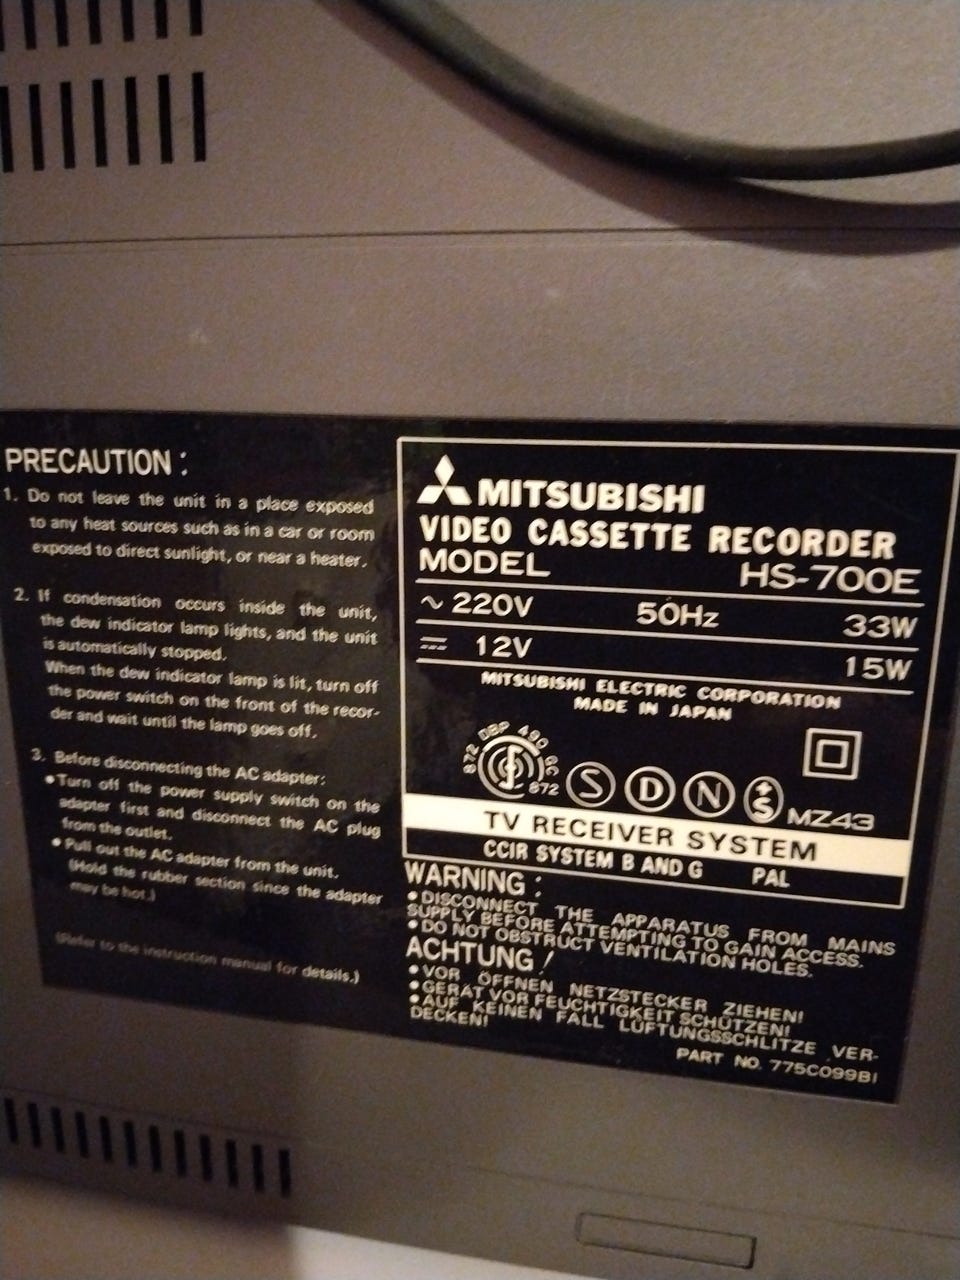 PRECAUTION :
1. Do not leave the unit in a place exposed
to any heat sources such as in a car or room
exposed to direct sunlight, or near a heater.
2. If condensation occurs inside the unit,
the dew indicator lamp lights, and the unit
is automatically stopped.
When the dew indicator lamp is lit, turn off
the power switch on the front of the recor-
der and wait until the lamp goes off.
3. Before disconnecting the AC adapter:
●Turn off the power supply switch on the
adapter first and disconnect the AC plug
from the outlet.
●Pull out the AC adapter from the unit.
(Hold the rubber section since the adapter
may be hot.)
(Refer to the instruction manual for details.)
MITSUBISHI
VIDEO CASSETTE RECORDER
MODEL HS-700E
~ 220V 50Hz 33W
⎓ 12V 15W
MITSUBISHI ELECTRIC CORPORATION
MADE IN JAPAN
872 DBP 490 GC 872
S D N +S MZ43
TV RECEIVER SYSTEM
CCIR SYSTEM B AND G PAL
WARNING :
●DISCONNECT THE APPARATUS FROM MAINS
SUPPLY BEFORE ATTEMPTING TO GAIN ACCESS.
●DO NOT OBSTRUCT VENTILATION HOLES.
ACHTUNG !
●VOR ÖFFNEN NETZSTECKER ZIEHEN!
●GERÄT VOR FEUCHTIGKEIT SCHÜTZEN!
●AUF KEINEN FALL LÜFTUNGSSCHLITZE VER-
DECKEN!
PART NO. 775C099B1